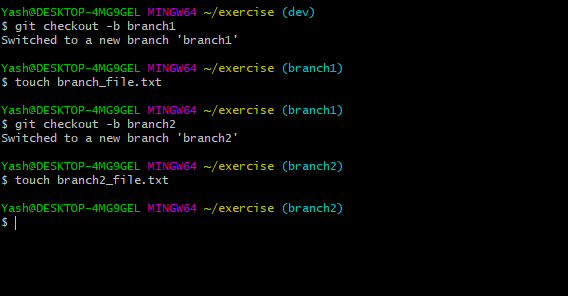 Yash@DESKTOP-4MG9GEL MINGW64 ~/exercise (dev)
$ git checkout -b branch1
Switched to a new branch 'branch1'
Yash@DESKTOP-4MG9GEL MINGW64 ~/exercise (branch1)
$ touch branch_file.txt
Yash@DESKTOP-4MG9GEL MINGW64 ~/exercise (branch1)
$ git checkout -b branch2
Switched to a new branch 'branch2'
Yash@DESKTOP-4MG9GEL MINGW64 ~/exercise (branch2)
$ touch branch2_file.txt
Yash@DESKTOP-4MG9GEL MINGW64 ~/exercise (branch2)
$